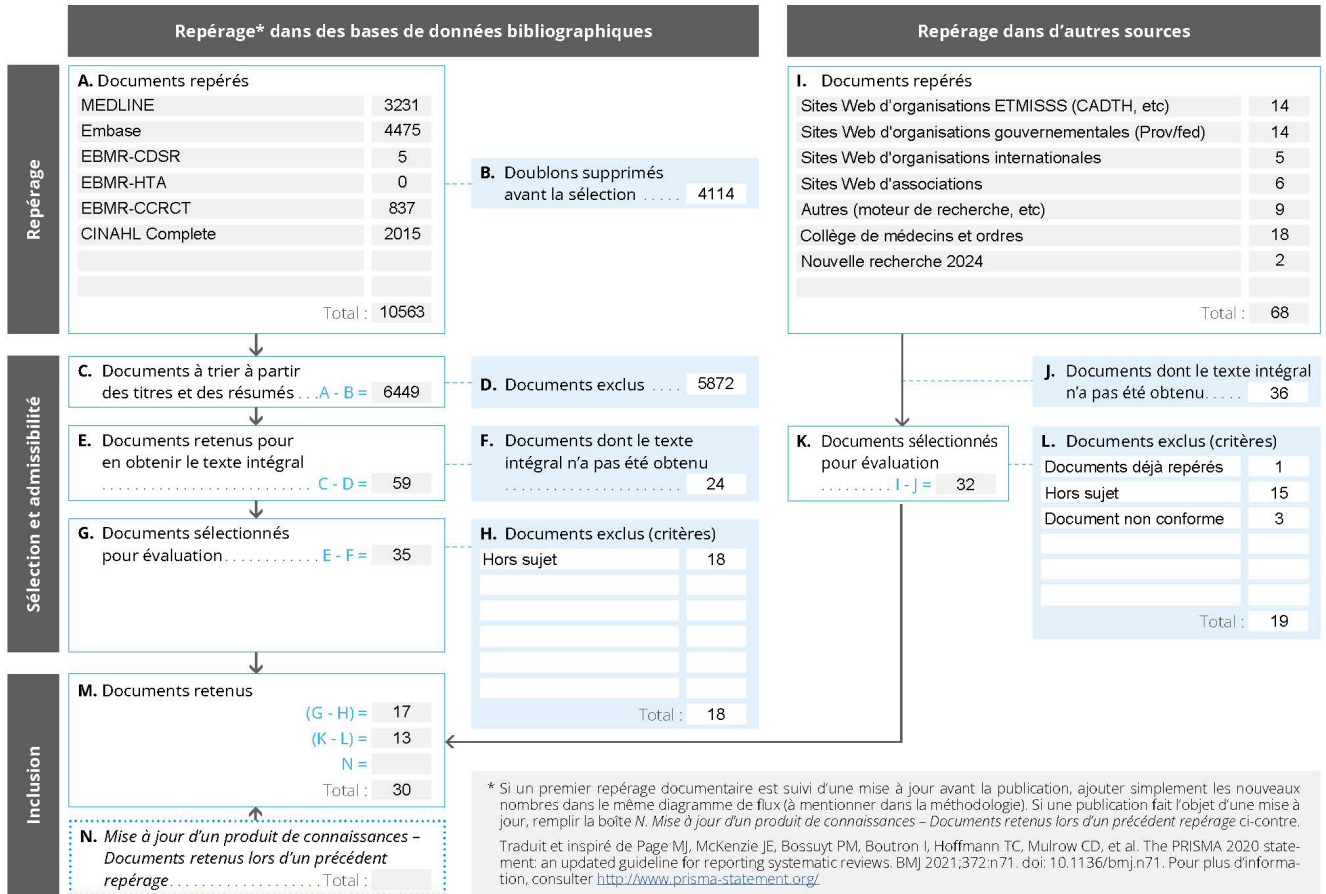 Repérage* dans des bases de données bibliographiques
Repérage dans d'autres sources
Repérage
A. Documents repérés
MEDLINE 3231
Embase 4475
EBMR-CDSR 5
EBMR-HTA 0
EBMR-CCRCT 837
CINAHL Complete 2015
Total : 10563
B. Doublons supprimés
avant la sélection ..... 4114
I. Documents repérés
Sites Web d'organisations ETMISSS (CADTH, etc) 14
Sites Web d'organisations gouvernementales (Prov/fed) 14
Sites Web d'organisations internationales 5
Sites Web d'associations 6
Autres (moteur de recherche, etc) 9
Collège de médecins et ordres 18
Nouvelle recherche 2024 2
Total : 68
Sélection et admissibilité
C. Documents à trier à partir
des titres et des résumés ...A - B = 6449
D. Documents exclus .... 5872
J. Documents dont le texte intégral
n'a pas été obtenu..... 36
E. Documents retenus pour
en obtenir le texte intégral
........................ C - D = 59
F. Documents dont le texte
intégral n'a pas été obtenu
....................... 24
K. Documents sélectionnés
pour évaluation
......... I - J = 32
L. Documents exclus (critères)
Documents déjà repérés 1
Hors sujet 15
Document non conforme 3
Total : 19
G. Documents sélectionnés
pour évaluation............ E - F = 35
H. Documents exclus (critères)
Hors sujet 18
Total : 18
Inclusion
M. Documents retenus
(G - H) = 17
(K - L) = 13
N =
Total : 30
N. Mise à jour d'un produit de connaissances –
Documents retenus lors d'un précédent
repérage.................. Total :
* Si un premier repérage documentaire est suivi d'une mise à jour avant la publication, ajouter simplement les nouveaux
nombres dans le même diagramme de flux (à mentionner dans la méthodologie). Si une publication fait l'objet d'une mise à
jour, remplir la boîte N. Mise à jour d'un produit de connaissances – Documents retenus lors d'un précédent repérage ci-contre.
Traduit et inspiré de Page MJ, McKenzie JE, Bossuyt PM, Boutron I, Hoffmann TC, Mulrow CD, et al. The PRISMA 2020 state-
ment: an updated guideline for reporting systematic reviews. BMJ 2021;372:n71. doi: 10.1136/bmj.n71. Pour plus d'informa-
tion, consulter http://www.prisma-statement.org/